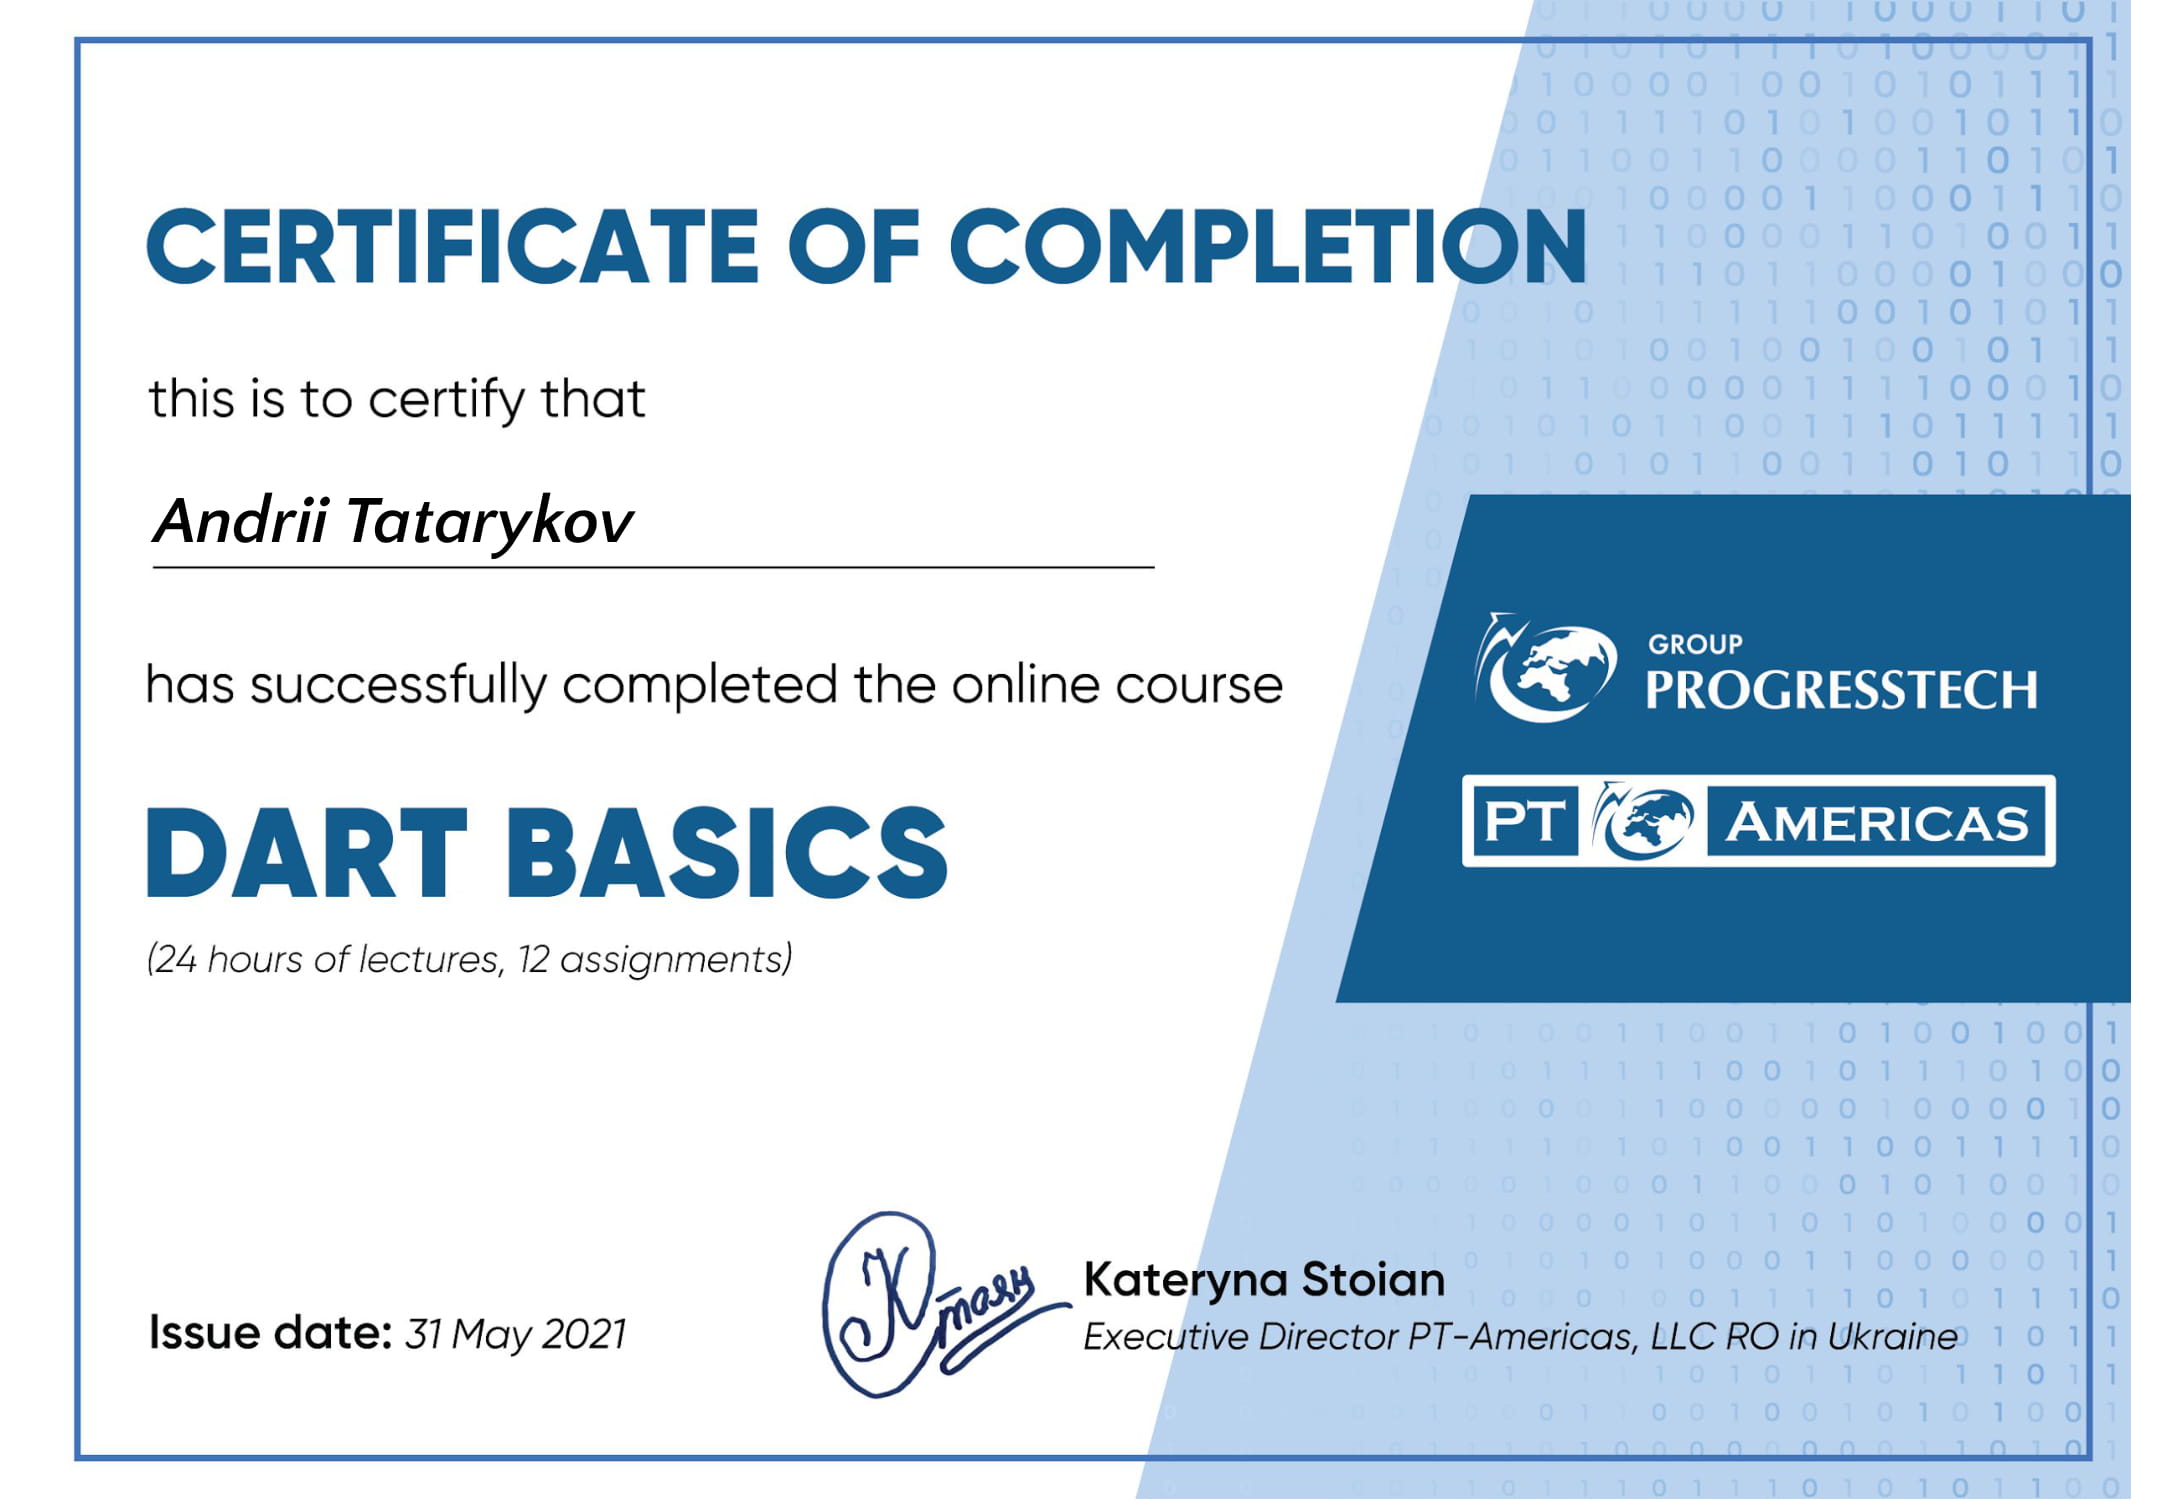 CERTIFICATE OF COMPLETION
this is to certify that
Andrii Tatarykov
has successfully completed the online course
DART BASICS
(24 hours of lectures, 12 assignments)
GROUP
PROGRESSTECH
PT AMERICAS
Issue date: 31 May 2021
Kateryna Stoian
Executive Director PT-Americas, LLC RO in Ukraine